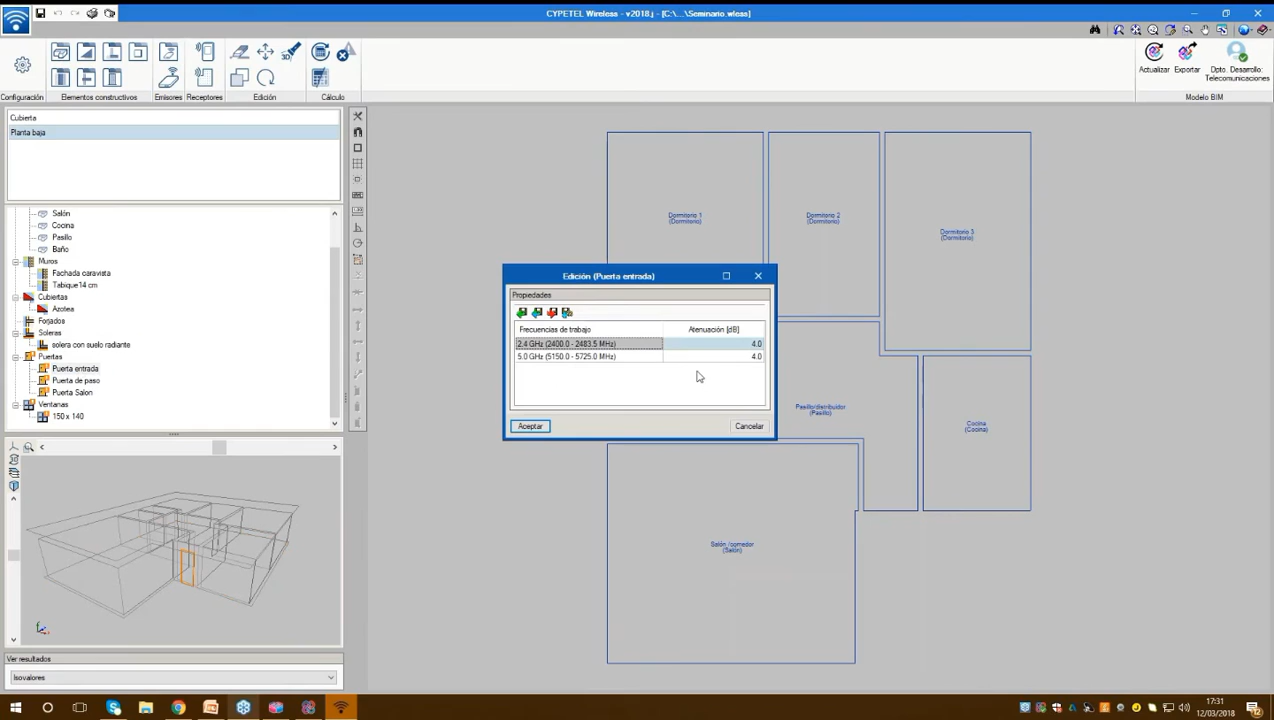 CYPETEL Wireless - v2018.j - [C:\...\Seminario.wless]
Configuración
Elementos constructivos
Emisores
Receptores
Edición
Cálculo
Actualizar
Exportar
Dpto. Desarrollo:
Telecomunicaciones
Modelo BIM
Cubierta
Planta baja
Salón
Cocina
Pasillo
Baño
Muros
Fachada caravista
Tabique14 cm
Cubiertas
Azotea
Forjados
Soleras
solera con suelo radiante
Puertas
Puerta entrada
Puerta de paso
Puerta Salon
Ventanas
150 x 140
Ver resultados
Isovalores
Dormitorio 1
(Dormitorio)
Dormitorio 2
(Dormitorio)
Dormitorio 3
(Dormitorio)
Pasillo/distribuidor
(Pasillo)
Cocina
(Cocina)
Salón /comedor
(Salón)
Edición (Puerta entrada)
Propiedades
Frecuencias de trabajo Atenuación [dB]
2.4 GHz (2400.0 - 2483.5 MHz) 4.0
5.0 GHz (5150.0 - 5725.0 MHz) 4.0
Aceptar
Cancelar
17:31
12/03/2018